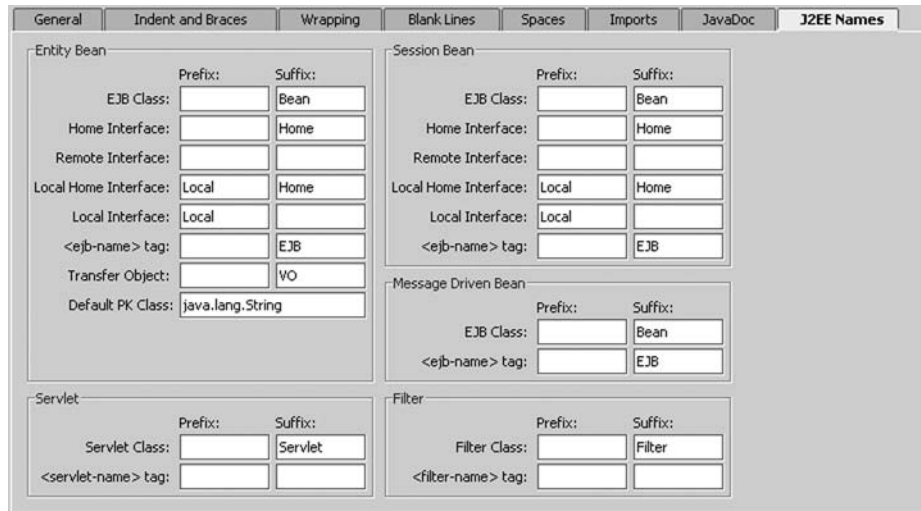 General Indent and Braces Wrapping Blank Lines Spaces Imports JavaDoc J2EE Names
Entity Bean
Prefix: Suffix:
EJB Class: Bean
Home Interface: Home
Remote Interface:
Local Home Interface: Local Home
Local Interface: Local
<ejb-name> tag: EJB
Transfer Object: VO
Default PK Class: java.lang.String
Session Bean
Prefix: Suffix:
EJB Class: Bean
Home Interface: Home
Remote Interface:
Local Home Interface: Local Home
Local Interface: Local
<ejb-name> tag: EJB
Message Driven Bean
Prefix: Suffix:
EJB Class: Bean
<ejb-name> tag: EJB
Servlet
Prefix: Suffix:
Servlet Class: Servlet
<servlet-name> tag:
Filter
Prefix: Suffix:
Filter Class: Filter
<filter-name> tag: